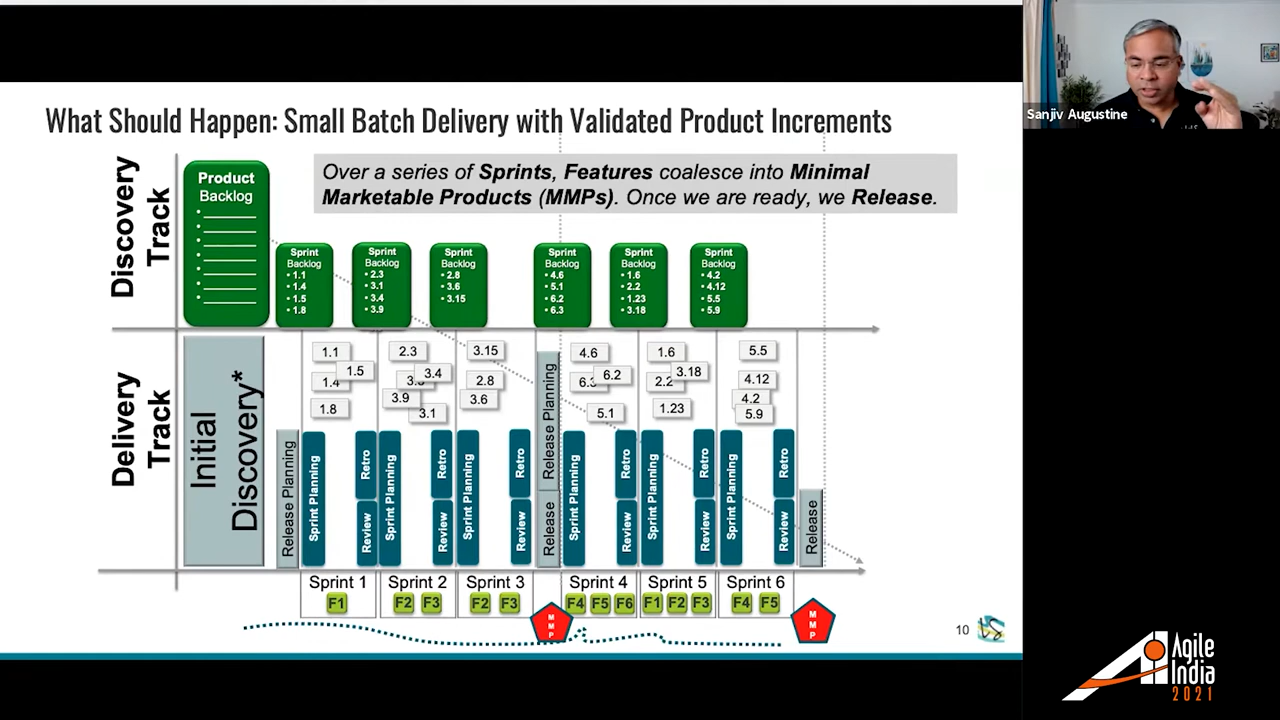 What Should Happen: Small Batch Delivery with Validated Product Increments
Sanjiv Augustine
Over a series of Sprints, Features coalesce into Minimal
Marketable Products (MMPs). Once we are ready, we Release.
Discovery
Track
Product
Backlog
Sprint
Backlog
• 1.1
• 1.4
• 1.5
• 1.8
Sprint
Backlog
• 2.3
• 3.1
• 3.4
• 3.9
Sprint
Backlog
• 2.8
• 3.6
• 3.15
Sprint
Backlog
• 4.6
• 5.1
• 6.2
• 6.3
Sprint
Backlog
• 1.6
• 2.2
• 1.23
• 3.18
Sprint
Backlog
• 4.2
• 4.12
• 5.5
• 5.9
Delivery
Track
Initial
Discovery*
Release Planning
1.1
1.5
1.4
1.8
Sprint Planning
Retro
Review
2.3
3.4
3.9
3.1
Sprint Planning
Retro
Review
3.15
2.8
3.6
Sprint Planning
Retro
Review
Release Planning
Release
4.6
6.2
5.1
Sprint Planning
Retro
Review
1.6
3.18
2.2
1.23
Sprint Planning
Retro
Review
5.5
4.12
4.2
5.9
Sprint Planning
Retro
Review
Release
Sprint 1
F1
Sprint 2
F2 F3
Sprint 3
F2 F3
MMP
Sprint 4
F4 F5 F6
Sprint 5
F1 F2 F3
Sprint 6
F4 F5
MMP
10
Agile
India
2021